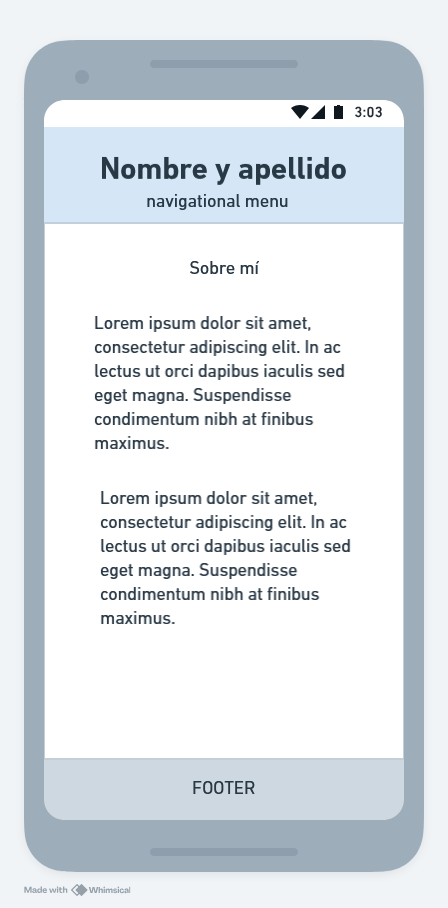 3:03
Nombre y apellido
navigational menu
Sobre mí
Lorem ipsum dolor sit amet,
consectetur adipiscing elit. In ac
lectus ut orci dapibus iaculis sed
eget magna. Suspendisse
condimentum nibh at finibus
maximus.
Lorem ipsum dolor sit amet,
consectetur adipiscing elit. In ac
lectus ut orci dapibus iaculis sed
eget magna. Suspendisse
condimentum nibh at finibus
maximus.
FOOTER
Made with Whimsical